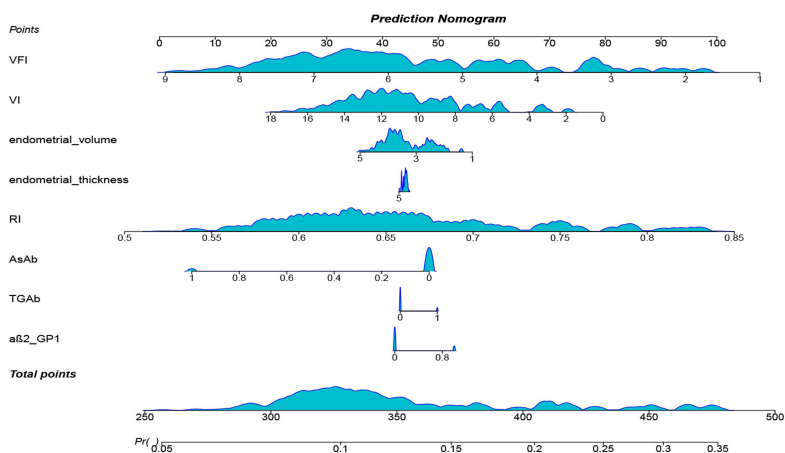 Prediction Nomogram
Points
0 10 20 30 40 50 60 70 80 90 100
VFI
9 8 7 6 5 4 3 2 1
VI
18 16 14 12 10 8 6 4 2 0
endometrial_volume
5 3 1
endometrial_thickness
5
RI
0.5 0.55 0.6 0.65 0.7 0.75 0.8 0.85
AsAb
1 0.8 0.6 0.4 0.2 0
TGAb
0 1
aß2_GP1
0 0.8
Total points
250 300 350 400 450 500
Pr( )
0.05 0.1 0.15 0.2 0.25 0.3 0.35